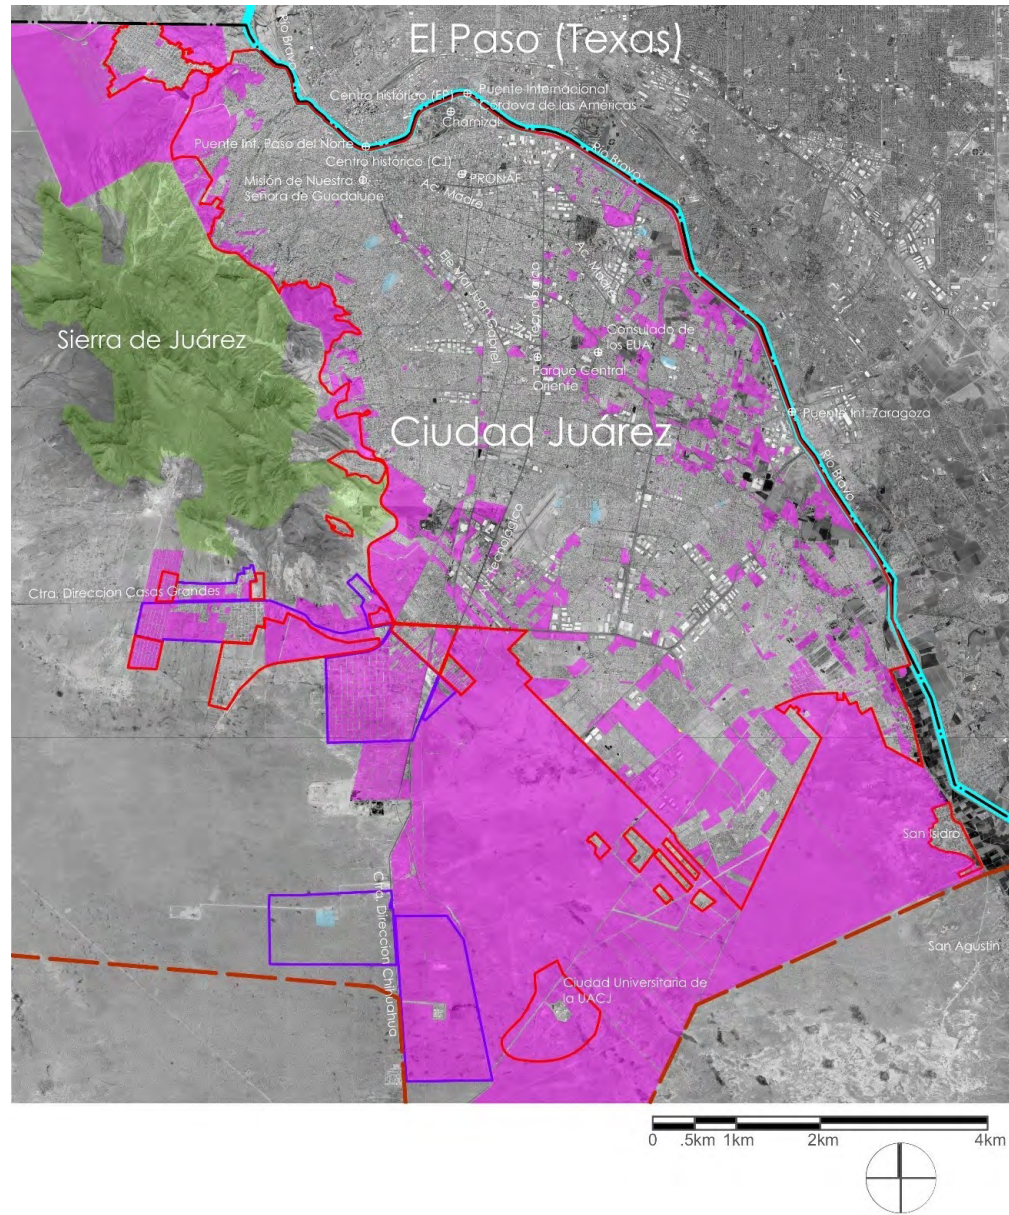 El Paso (Texas)
Río Bravo
Centro histórico (EP)
Puente Internacional
Córdova de las Américas
Chamizal
Puente Int. Paso del Norte
Centro histórico (CJ)
Río Bravo
Misión de Nuestra
Señora de Guadalupe
PRONAF
Ac. Madre
Ac. Madre
Eje Vial Juan Gabriel
Tecnológico
Sierra de Juárez
Consulado de
los EUA
Parque Central
Oriente
Ciudad Juárez
Puente Int. Zaragoza
Río Bravo
Av. Tecnológico
Ctra. Dirección Casas Grandes
San Isidro
Ctra. Dirección Chihuahua
San Agustín
Ciudad Universitaria de
la UACJ
0 .5km 1km 2km 4km